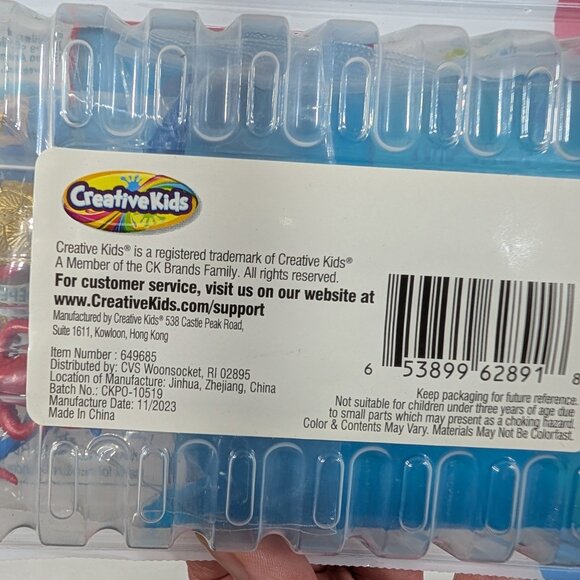 Creative Kids
Creative Kids® is a registered trademark of Creative Kids®
A Member of the CK Brands Family. All rights reserved.
For customer service, visit us on our website at
www.CreativeKids.com/support
Manufactured by Creative Kids® 538 Castle Peak Road,
Suite 1611, Kowloon, Hong Kong
Item Number : 649685
Distributed by: CVS Woonsocket, RI 02895
Location of Manufacture: Jinhua, Zhejiang, China
Batch No.: CKPO-10519
Manufacture Date: 11/2023
Made In China
6 53899 62891 8
Keep packaging for future reference.
Not suitable for children under three years of age due
to small parts which may present as a choking hazard.
Color & Contents May Vary. Materials May Not Be Colorfast.